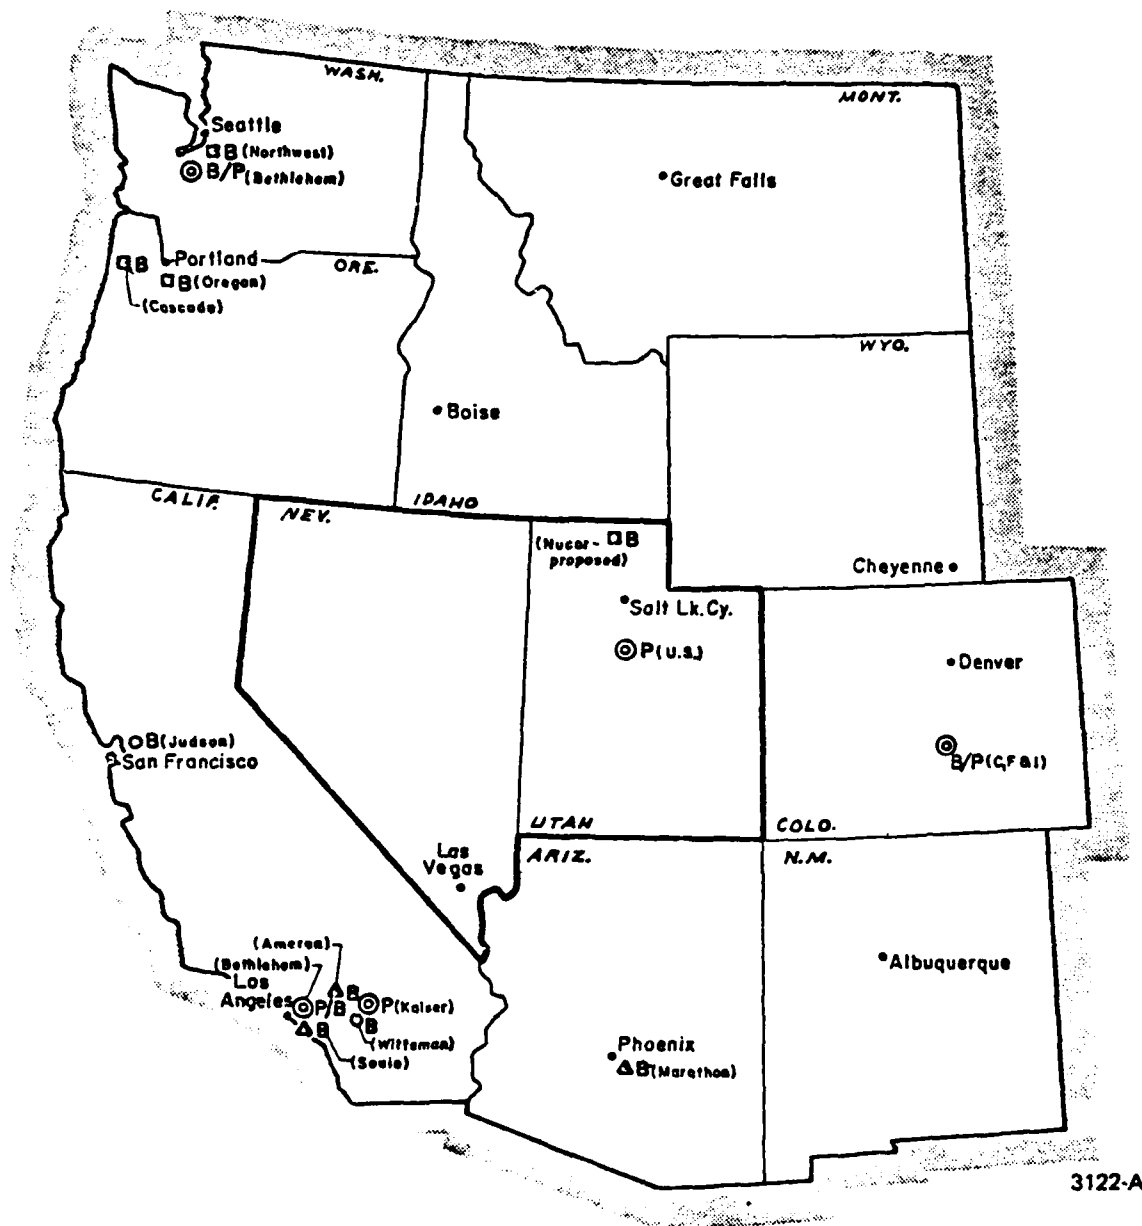 WASH.
MONT.
Seattle
B (Northwest)
B/P (Bethlehem)
Great Falls
Portland
B
B (Oregon)
(Cascade)
ORE.
WYO.
Boise
CALIF.
NEV.
IDAHO
(Nucor-
proposed)
B
Cheyenne
Salt Lk. Cy.
P (U.S.)
Denver
B (Judson)
San Francisco
B/P (C,F & I)
UTAH
COLO.
Las
Vegas
ARIZ.
N.M.
(Ameron)
(Bethlehem)
Los
Angeles
Albuquerque
B
P/B
P (Kaiser)
B
B
(Witteman)
(Soule)
Phoenix
B (Marathon)
3122-A